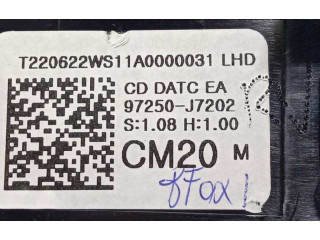 T220622WS11A0000031 LHD
CD DATC EA
97250-J7202
S:1.08 H:1.00
CM20 M